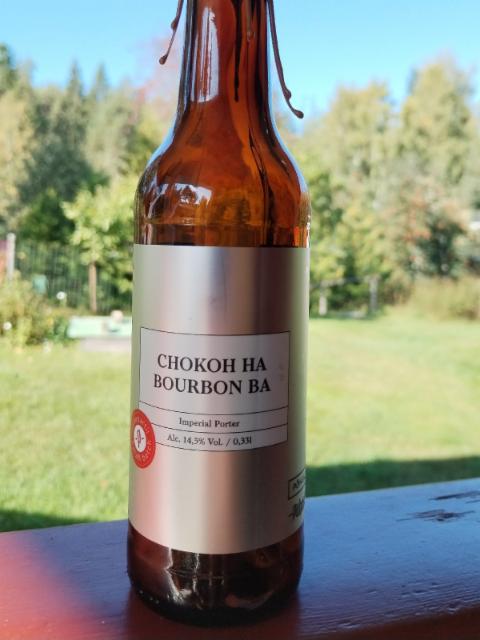 CHOKOH HA
BOURBON BA
Imperial Porter
Alc. 14,5% Vol. / 0,33l